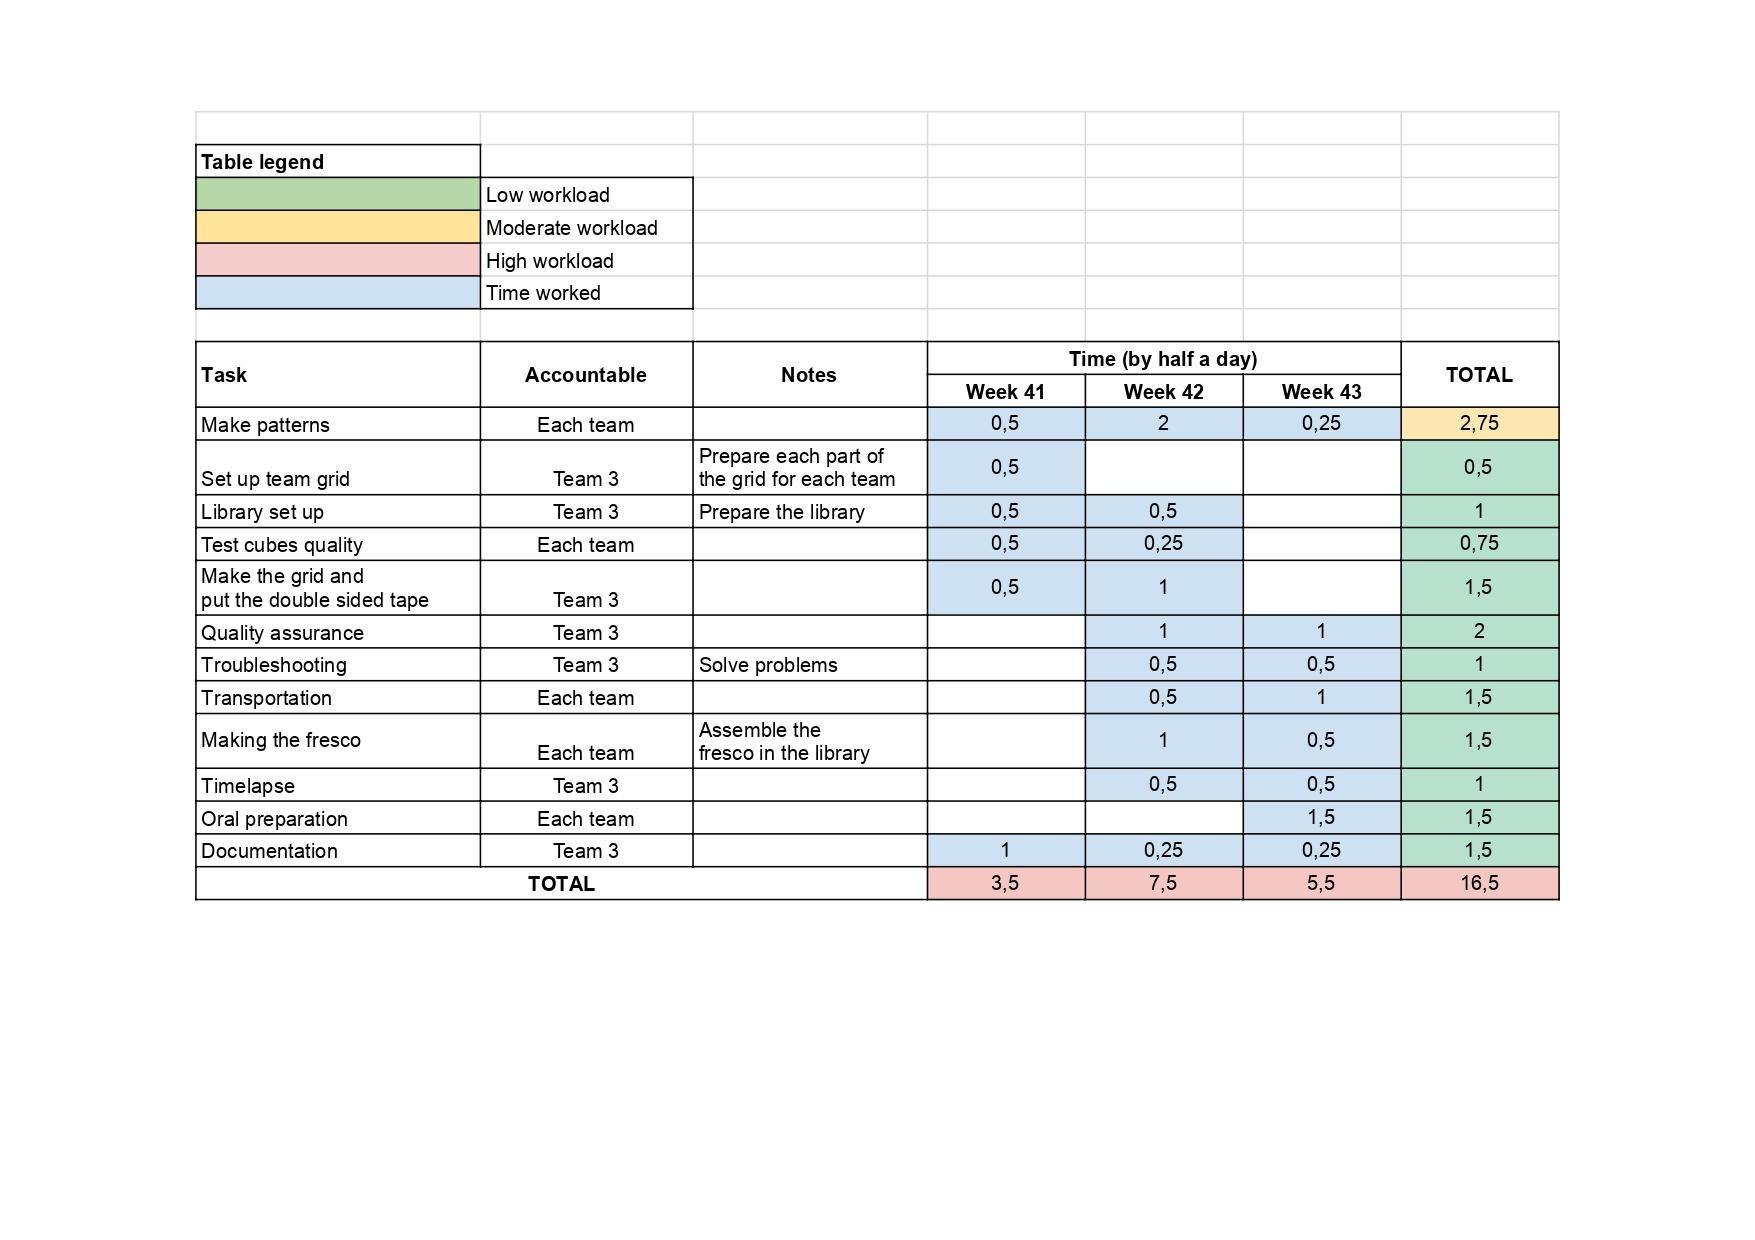 Table legend
Low workload
Moderate workload
High workload
Time worked
Task Accountable Notes Time (by half a day) TOTAL
Week 41 Week 42 Week 43
Make patterns Each team 0,5 2 0,25 2,75
Prepare each part of
Set up team grid Team 3 the grid for each team 0,5 0,5
Library set up Team 3 Prepare the library 0,5 0,5 1
Test cubes quality Each team 0,5 0,25 0,75
Make the grid and
put the double sided tape Team 3 0,5 1 1,5
Quality assurance Team 3 1 1 2
Troubleshooting Team 3 Solve problems 0,5 0,5 1
Transportation Each team 0,5 1 1,5
Assemble the
Making the fresco Each team fresco in the library 1 0,5 1,5
Timelapse Team 3 0,5 0,5 1
Oral preparation Each team 1,5 1,5
Documentation Team 3 1 0,25 0,25 1,5
TOTAL 3,5 7,5 5,5 16,5